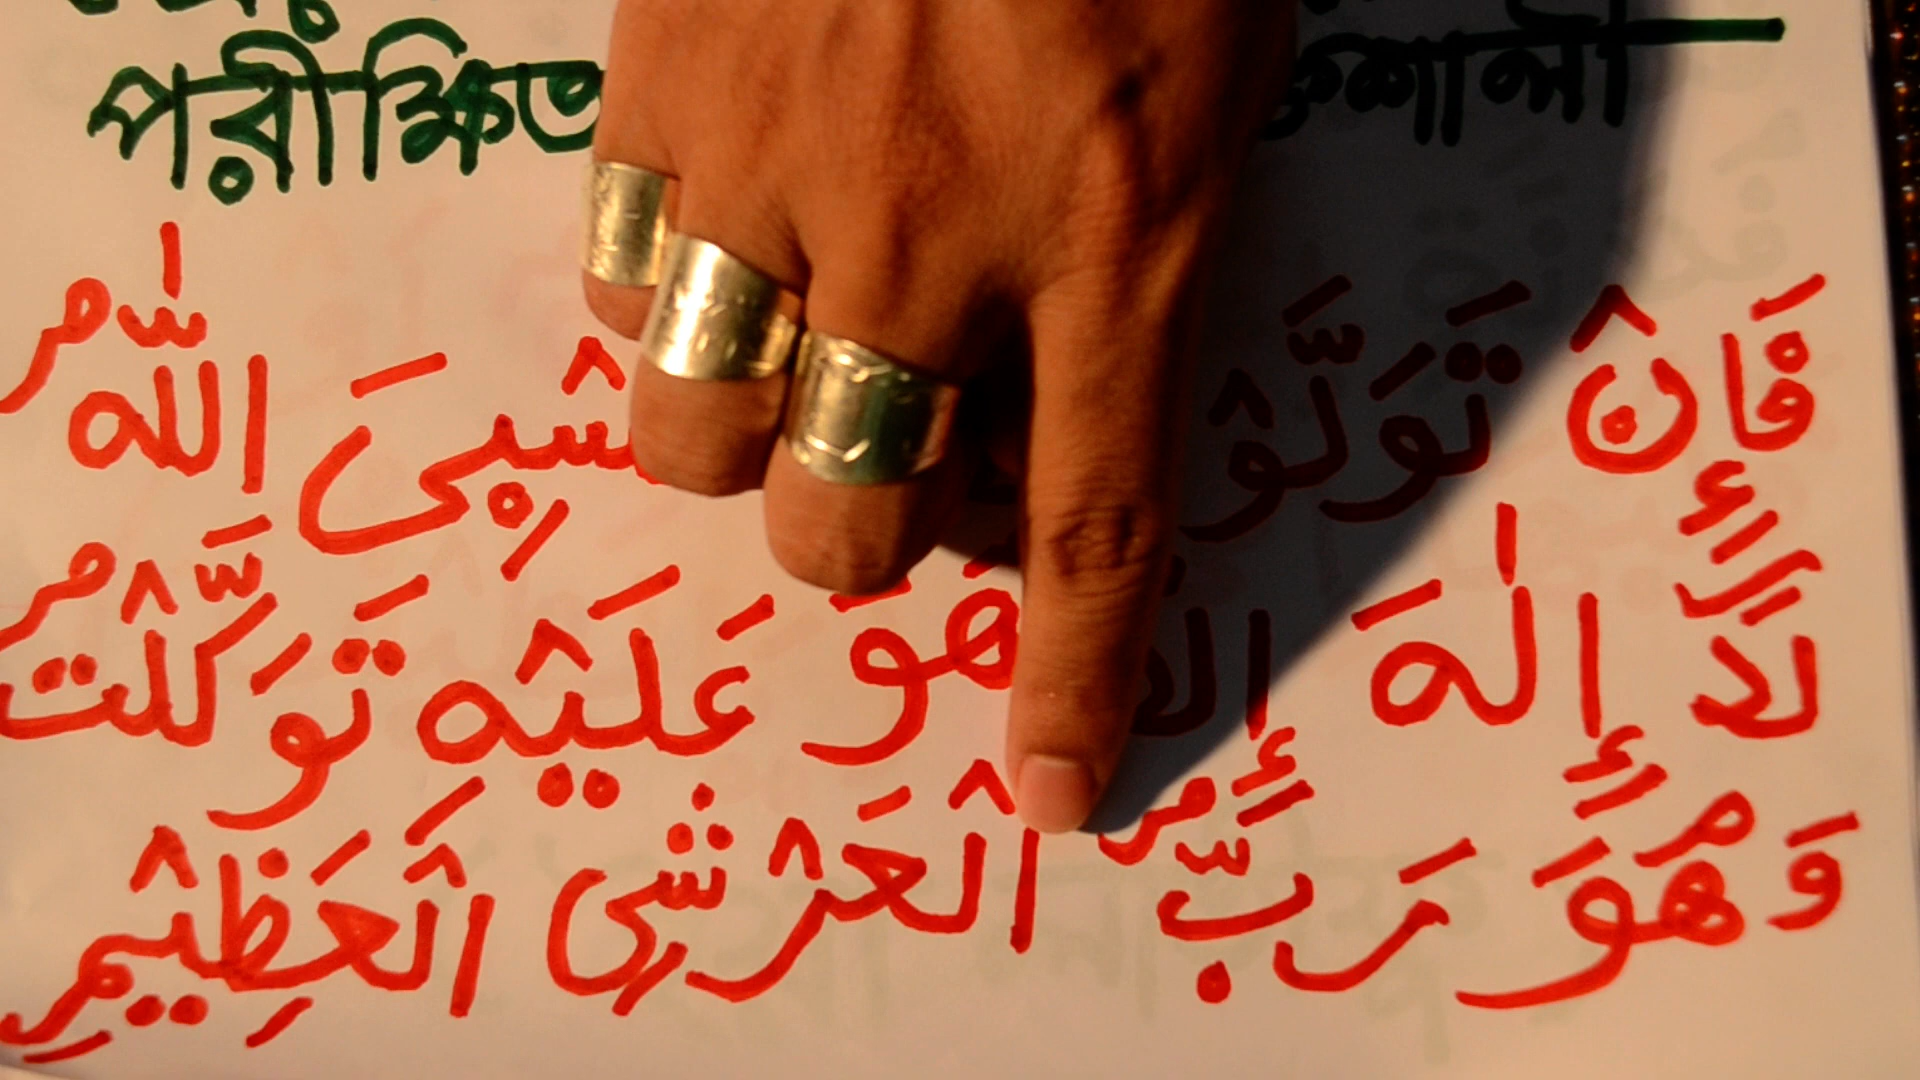 পরীক্ষিত
فَإِنْ تَوَلَّوْ اللّٰهُ
لَا إِلٰهَ إِلَّا هُوَ عَلَيْهِ تَوَكَّلْتُ
وَهُوَ رَبُّ الْعَرْشِ الْعَظِيْمِ